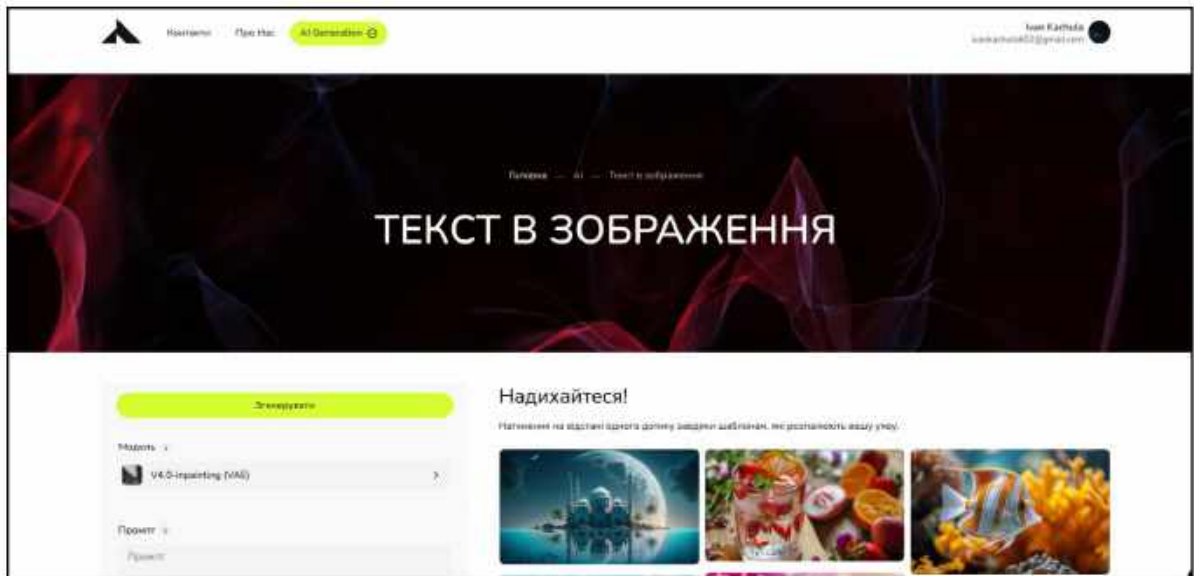 Контакти Про Нас AI Generation
Ivan Kachula
Головна — AI — Текст в зображення
ТЕКСТ В ЗОБРАЖЕННЯ
Згенерувати
Надихайтеся!
Натхнення на відстані одного дотику завдяки шаблонам, які розпалюють вашу уяву.
Модель
V4.0-inpainting (VAE)
Промпт
Промпт